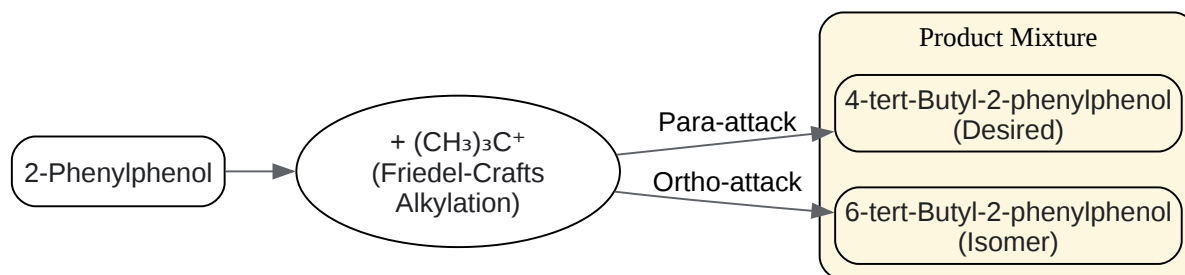 2-Phenylphenol
+ (CH₃)₃C⁺
(Friedel-Crafts
Alkylation)
Para-attack
Ortho-attack
Product Mixture
4-tert-Butyl-2-phenylphenol
(Desired)
6-tert-Butyl-2-phenylphenol
(Isomer)